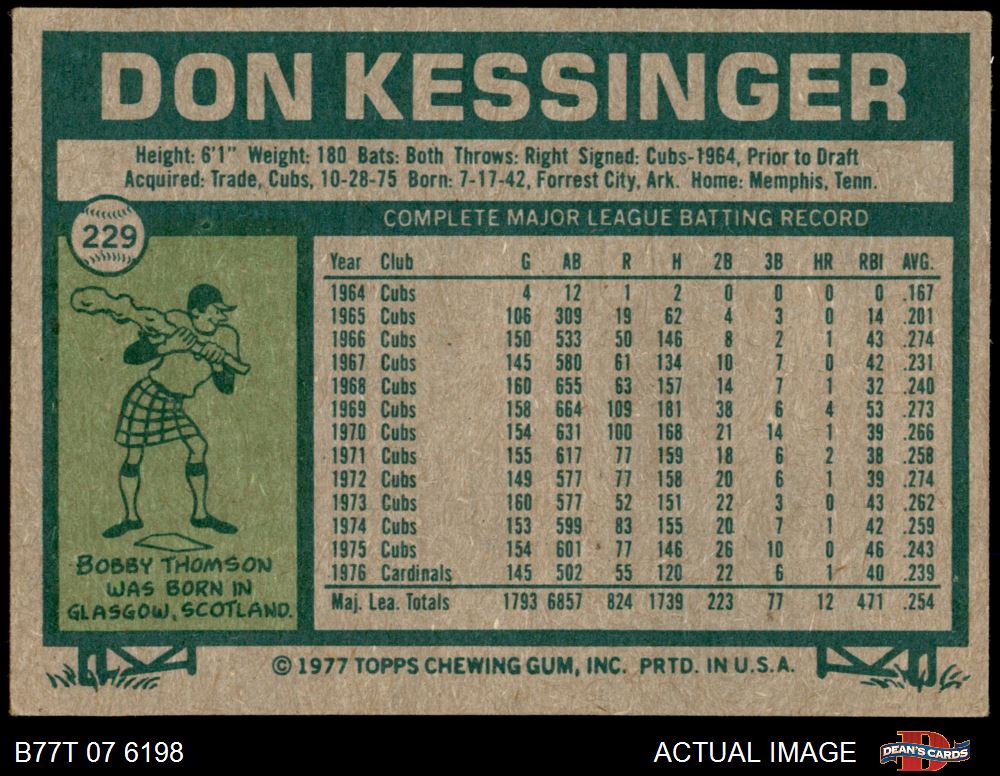 DON KESSINGER
Height: 6'1" Weight: 180 Bats: Both Throws: Right Signed: Cubs-1964, Prior to Draft
Acquired: Trade, Cubs, 10-28-75 Born: 7-17-42, Forrest City, Ark. Home: Memphis, Tenn.
229
COMPLETE MAJOR LEAGUE BATTING RECORD
Year Club G AB R H 2B 3B HR RBI AVG.
1964 Cubs 4 12 1 2 0 0 0 0 .167
1965 Cubs 106 309 19 62 4 3 0 14 .201
1966 Cubs 150 533 50 146 8 2 1 43 .274
1967 Cubs 145 580 61 134 10 7 0 42 .231
1968 Cubs 160 655 63 157 14 7 1 32 .240
1969 Cubs 158 664 109 181 38 6 4 53 .273
1970 Cubs 154 631 100 168 21 14 1 39 .266
1971 Cubs 155 617 77 159 18 6 2 38 .258
1972 Cubs 149 577 77 158 20 6 1 39 .274
1973 Cubs 160 577 52 151 22 3 0 43 .262
1974 Cubs 153 599 83 155 20 7 1 42 .259
1975 Cubs 154 601 77 146 26 10 0 46 .243
1976 Cardinals 145 502 55 120 22 6 1 40 .239
Maj. Lea. Totals 1793 6857 824 1739 223 77 12 471 .254
BOBBY THOMSON
WAS BORN IN
GLASGOW, SCOTLAND.
© 1977 TOPPS CHEWING GUM, INC. PRTD. IN U.S.A.
B77T 07 6198
ACTUAL IMAGE
DEAN'S CARDS